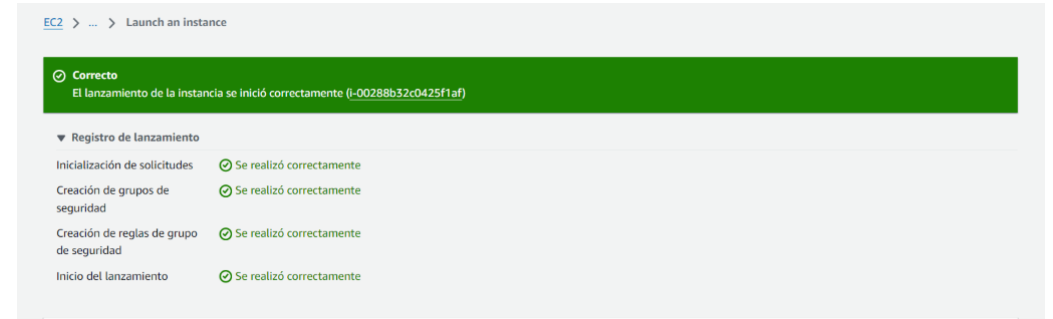 EC2 > ... > Launch an instance
Correcto
El lanzamiento de la instancia se inició correctamente (i-00288b32c0425f1af)
Registro de lanzamiento
Inicialización de solicitudes Se realizó correctamente
Creación de grupos de Se realizó correctamente
seguridad
Creación de reglas de grupo Se realizó correctamente
de seguridad
Inicio del lanzamiento Se realizó correctamente